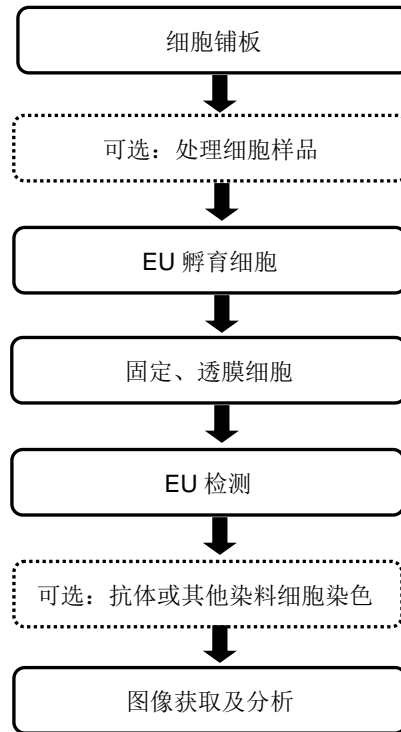 细胞铺板
可选：处理细胞样品
EU 孵育细胞
固定、透膜细胞
EU 检测
可选：抗体或其他染料细胞染色
图像获取及分析